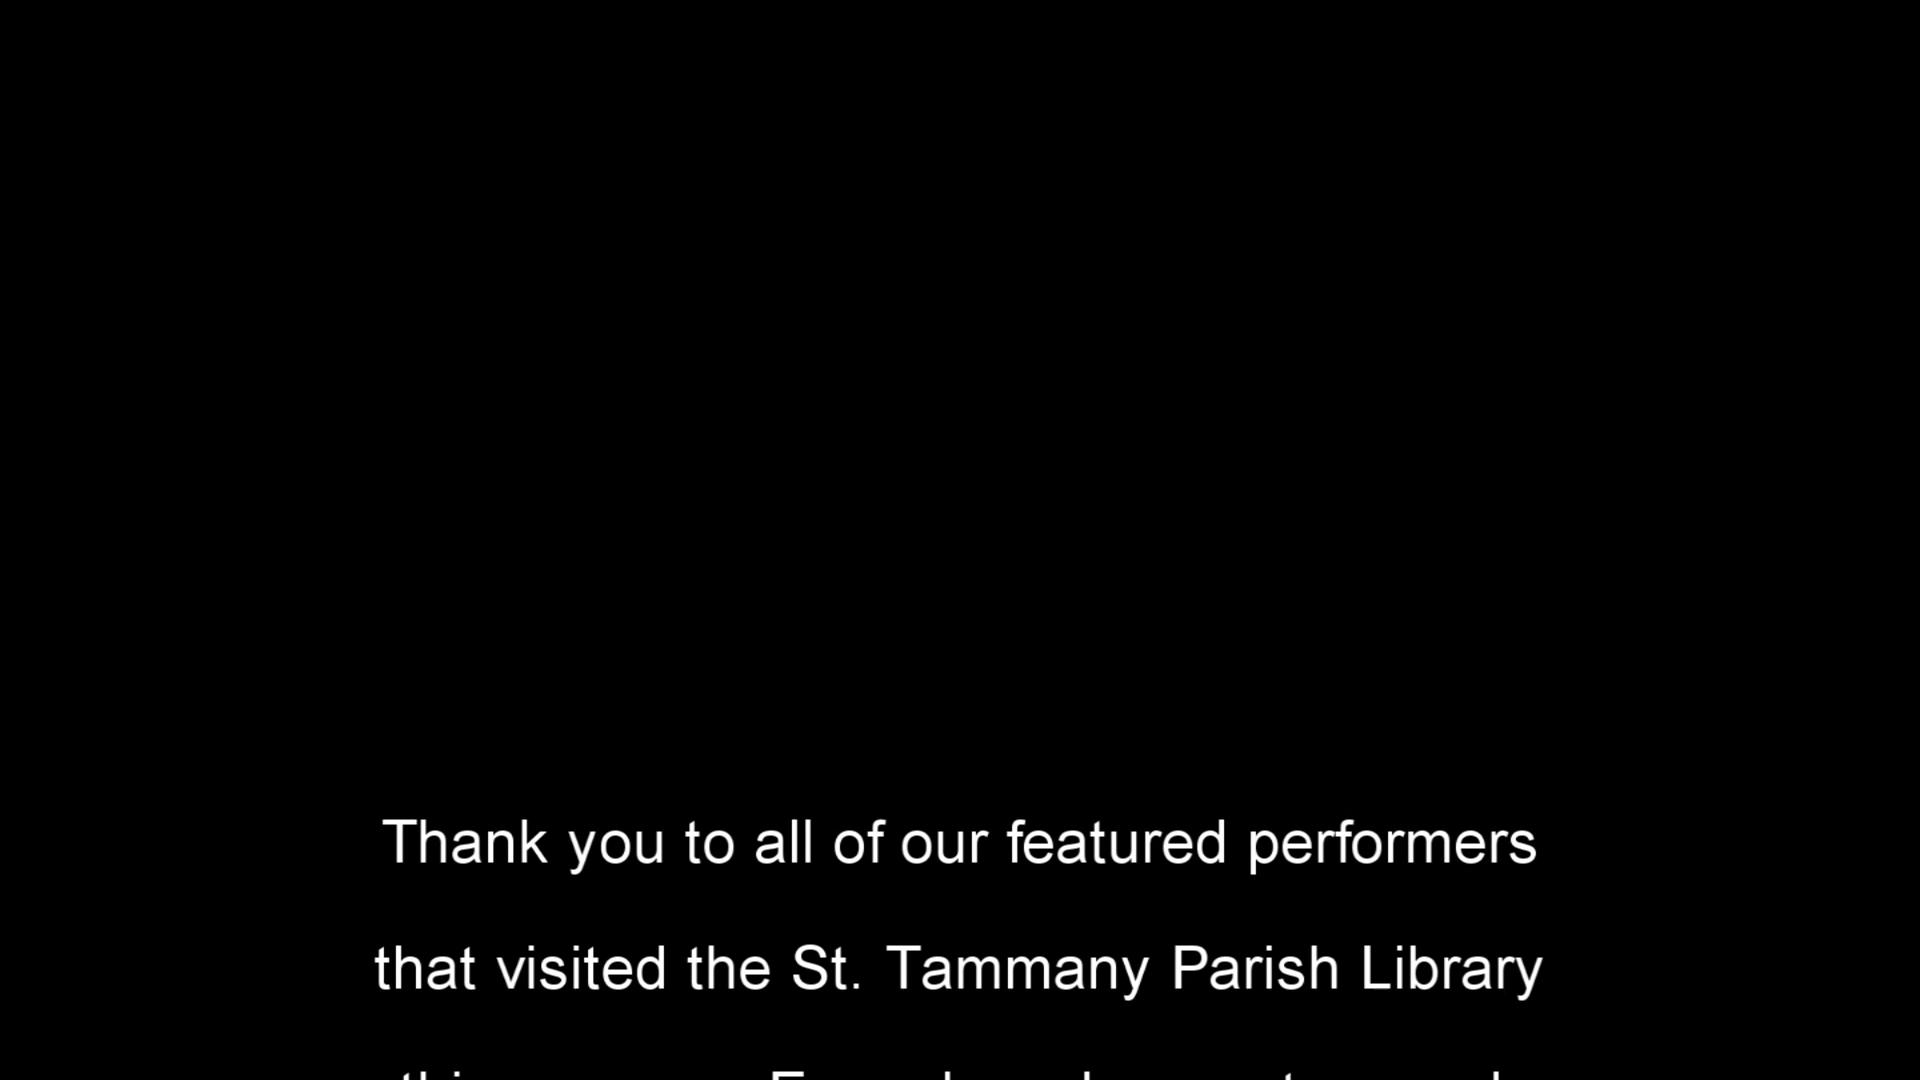 Thank you to all of our featured performers
that visited the St. Tammany Parish Library